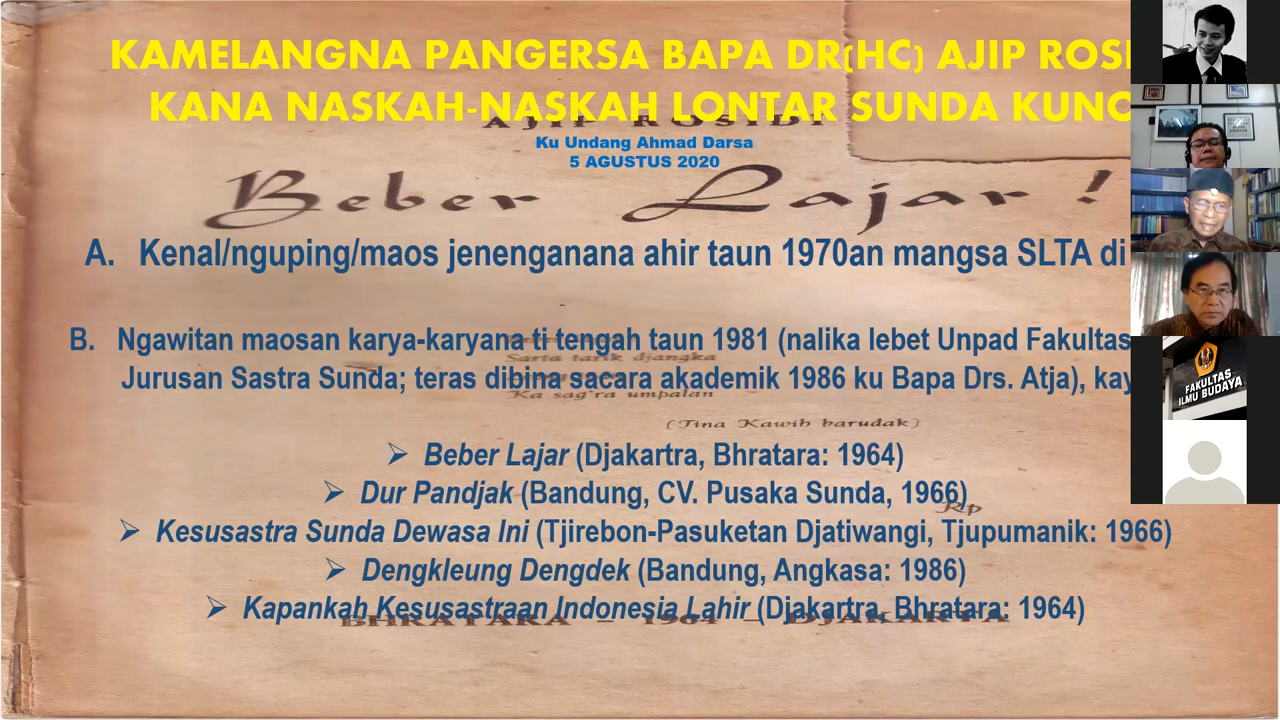 KAMELANGNA PANGERSA BAPA DR(HC) AJIP ROSI
KANA NASKAH-NASKAH LONTAR SUNDA KUNO
AJIP ROSIDI
Ku Undang Ahmad Darsa
5 AGUSTUS 2020
Beber Lajar !
A. Kenal/nguping/maos jenenganana ahir taun 1970an mangsa SLTA di
B. Ngawitan maosan karya-karyana ti tengah taun 1981 (nalika lebet Unpad Fakultas
Sarta tarik djangka
Jurusan Sastra Sunda; teras dibina sacara akademik 1986 ku Bapa Drs. Atja), kay
Ka sag'ra umpalan
(Tina Kawih barudak)
➢ Beber Lajar (Djakartra, Bhratara: 1964)
➢ Dur Pandjak (Bandung, CV. Pusaka Sunda, 1966)
Rp
➢ Kesusastra Sunda Dewasa Ini (Tjirebon-Pasuketan Djatiwangi, Tjupumanik: 1966)
➢ Dengkleung Dengdek (Bandung, Angkasa: 1986)
➢ Kapankah Kesusastraan Indonesia Lahir (Djakartra, Bhratara: 1964)
BHRATARA – 1964 – DJAKARTA
FAKULTAS
ILMU BUDAYA